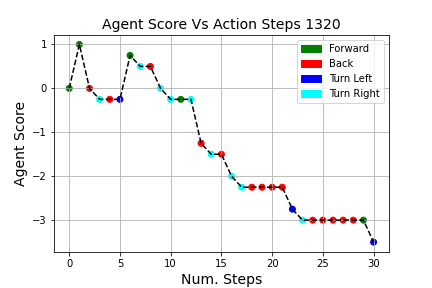 Agent Score Vs Action Steps 1320
Agent Score
1
0
−1
−2
−3
Forward
Back
Turn Left
Turn Right
0 5 10 15 20 25 30
Num. Steps